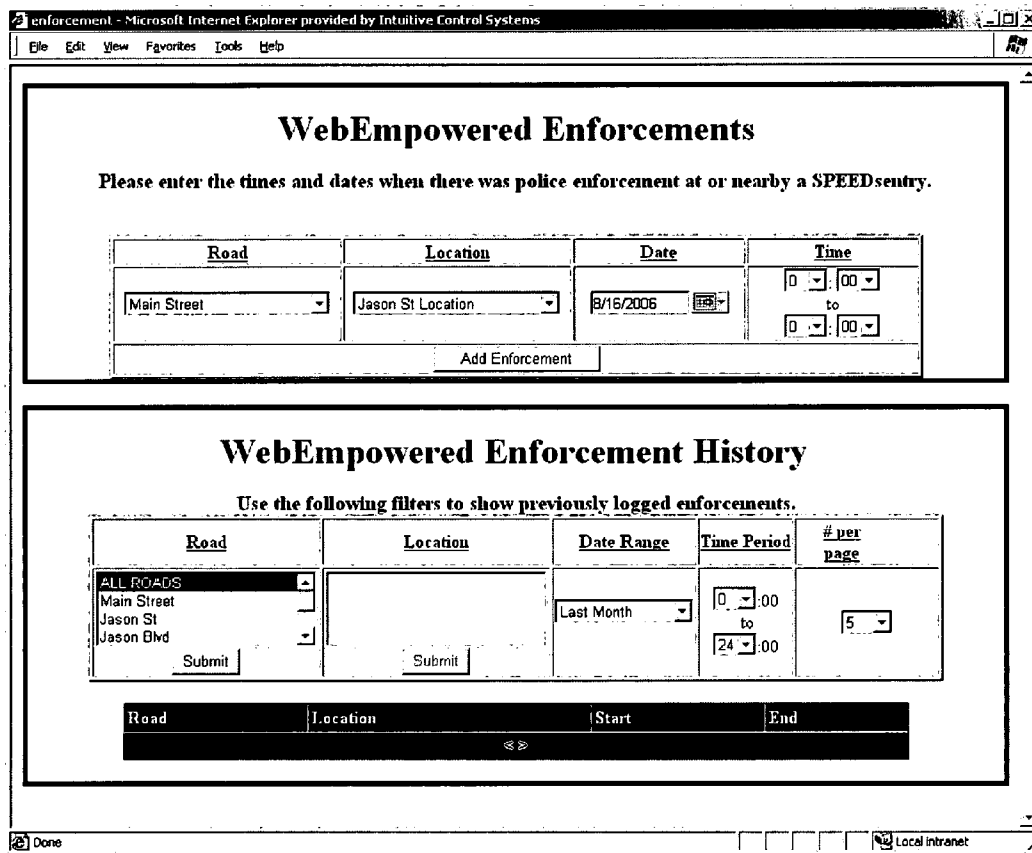 enforcement - Microsoft Internet Explorer provided by Intuitive Control Systems
File Edit View Favorites Tools Help
WebEmpowered Enforcements
Please enter the times and dates when there was police enforcement at or nearby a SPEEDsentry.
Road Location Date Time
Main Street Jason St Location 8/16/2006 0 : 00
to
0 : 00
Add Enforcement
WebEmpowered Enforcement History
Use the following filters to show previously logged enforcements.
Road Location Date Range Time Period # per page
ALL ROADS
Main Street
Jason St
Jason Blvd
Last Month
0 :00
to
24 :00
5
Submit Submit
Road Location Start End
< >
Done Local intranet